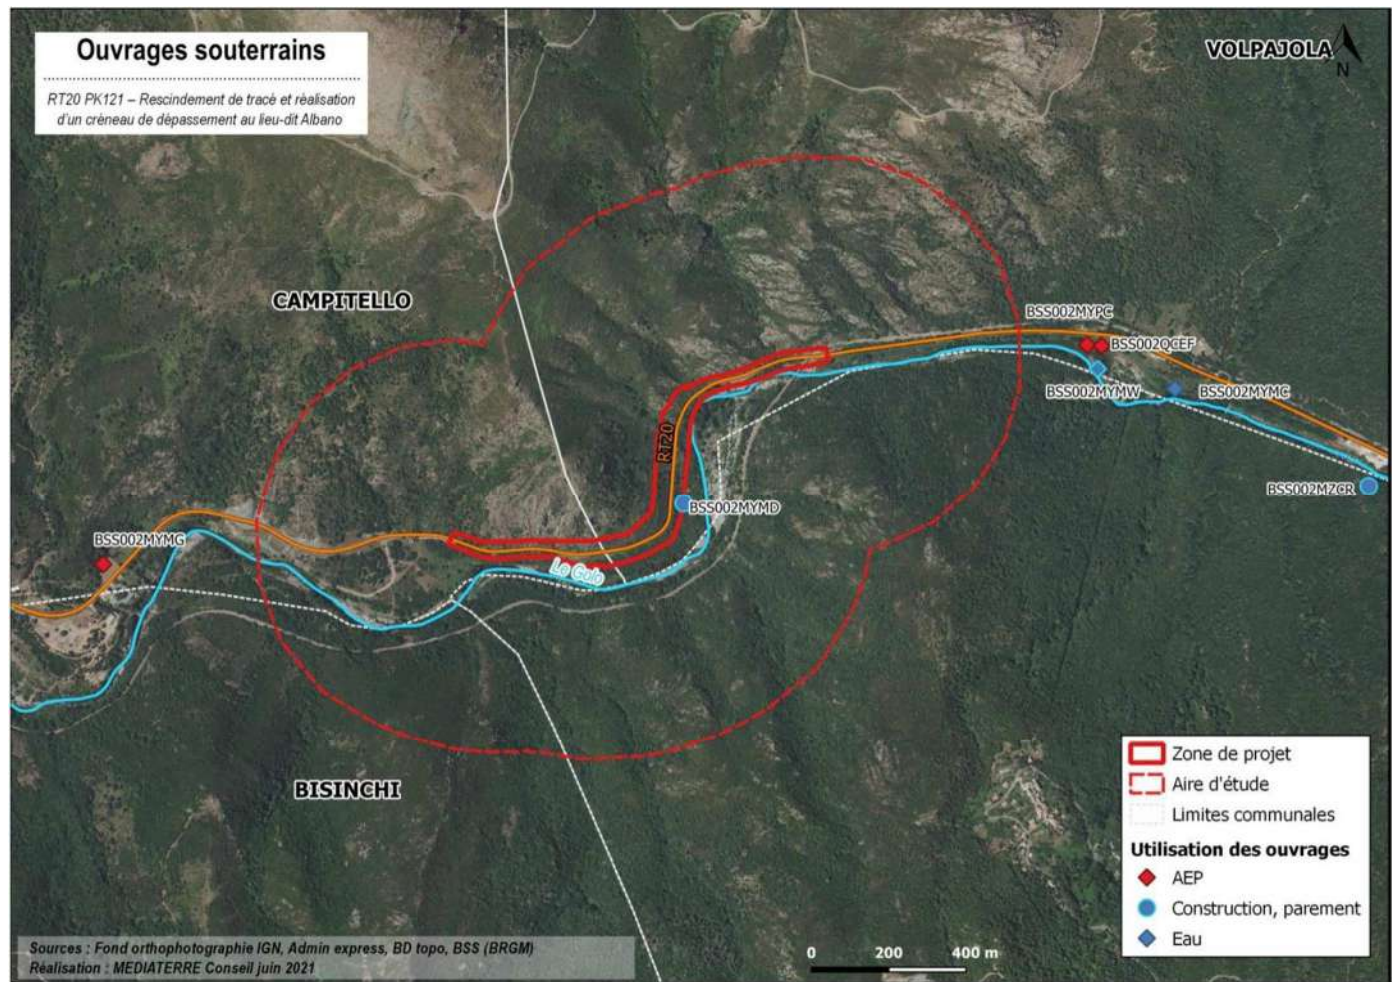 Ouvrages souterrains
RT20 PK121 – Rescindement de tracé et réalisation
d'un créneau de dépassement au lieu-dit Albano
VOLPAJOLA
N
CAMPITELLO
BSS002MYPC
BSS002QCEF
BSS002MYMW
BSS002MYMC
RT20
BSS002MZCR
BSS002MYMD
BSS002MYMG
Le Golo
BISINCHI
Zone de projet
Aire d'étude
Limites communales
Utilisation des ouvrages
AEP
Construction, parement
Eau
Sources : Fond orthophotographie IGN, Admin express, BD topo, BSS (BRGM)
Réalisation : MEDIATERRE Conseil juin 2021
0 200 400 m